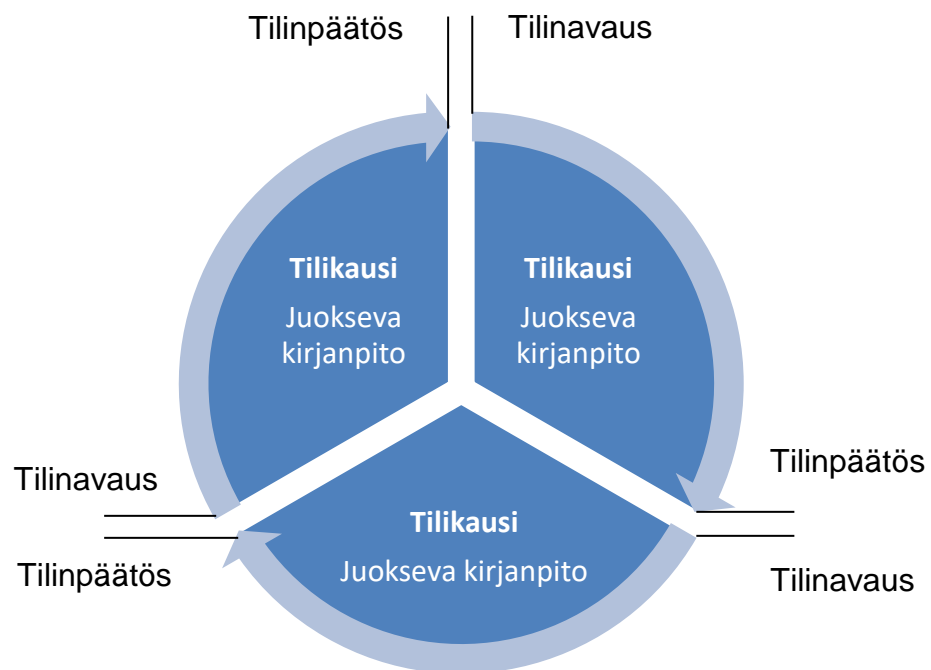 Tilinpäätös
Tilinavaus
Tilikausi
Juokseva
kirjanpito
Tilikausi
Juokseva
kirjanpito
Tilinavaus
Tilinpäätös
Tilinpäätös
Tilinavaus
Tilikausi
Juokseva kirjanpito